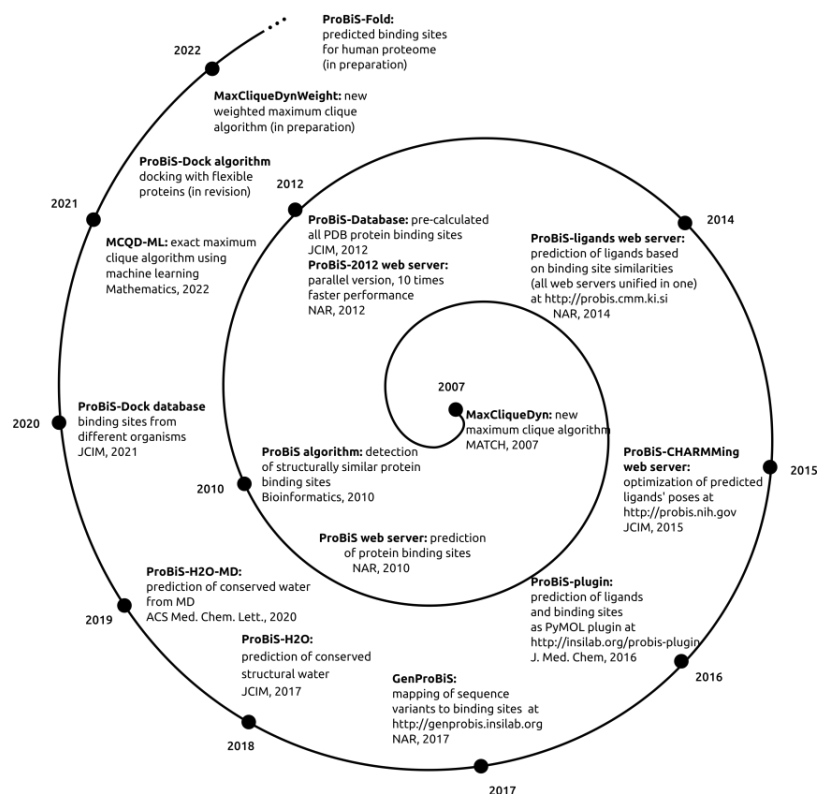 ProBiS-Fold:
predicted binding sites
for human proteome
(in preparation)
2022
MaxCliqueDynWeight: new
weighted maximum clique
algorithm (in preparation)
ProBiS-Dock algorithm
docking with flexible
proteins (in revision)
2021
MCQD-ML: exact maximum
clique algorithm using
machine learning
Mathematics, 2022
2012
ProBiS-Database: pre-calculated
all PDB protein binding sites
JCIM, 2012
ProBiS-2012 web server:
parallel version, 10 times
faster performance
NAR, 2012
2014
ProBiS-ligands web server:
prediction of ligands based
on binding site similarities
(all web servers unified in one)
at http://probis.cmm.ki.si
NAR, 2014
2007
MaxCliqueDyn: new
maximum clique algorithm
MATCH, 2007
2020
ProBiS-Dock database
binding sites from
different organisms
JCIM, 2021
2010
ProBiS algorithm: detection
of structurally similar protein
binding sites
Bioinformatics, 2010
ProBiS-CHARMMing
web server:
optimization of predicted
ligands' poses at
http://probis.nih.gov
JCIM, 2015
2015
ProBiS web server: prediction
of protein binding sites
NAR, 2010
2019
ProBiS-H2O-MD:
prediction of conserved water
from MD
ACS Med. Chem. Lett., 2020
ProBiS-plugin:
prediction of ligands
and binding sites
as PyMOL plugin at
http://insilab.org/probis-plugin
J. Med. Chem, 2016
2016
ProBiS-H2O:
prediction of conserved
structural water
JCIM, 2017
2018
GenProBiS:
mapping of sequence
variants to binding sites at
http://genprobis.insilab.org
NAR, 2017
2017